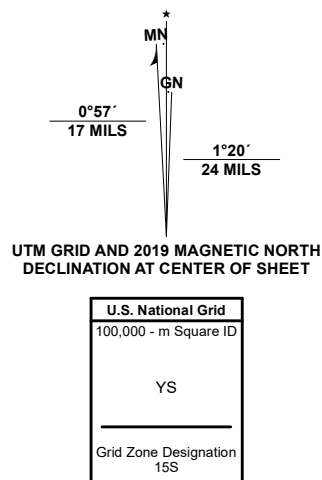 MN
GN
0°57´
17 MILS
1°20´
24 MILS
UTM GRID AND 2019 MAGNETIC NORTH
DECLINATION AT CENTER OF SHEET
U.S. National Grid
100,000 - m Square ID
YS
Grid Zone Designation
15S